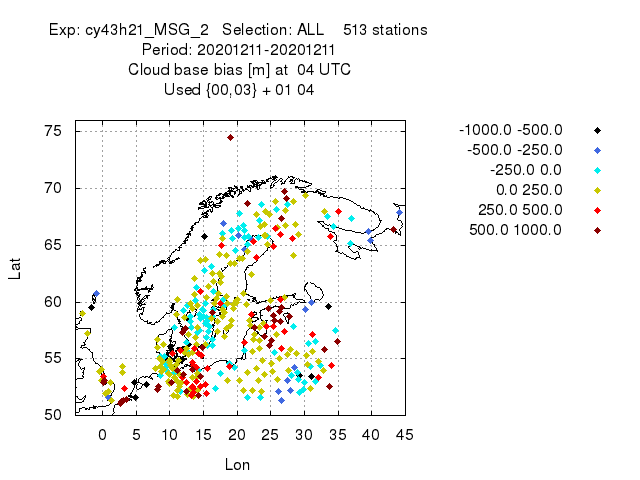 Exp: cy43h21_MSG_2   Selection: ALL    513 stations
Period: 20201211-20201211
Cloud base bias [m] at  04 UTC
Used {00,03} + 01 04
-1000.0 -500.0
-500.0 -250.0
-250.0 0.0
0.0 250.0
250.0 500.0
500.0 1000.0
75
70
65
60
55
50
Lat
0 5 10 15 20 25 30 35 40 45
Lon